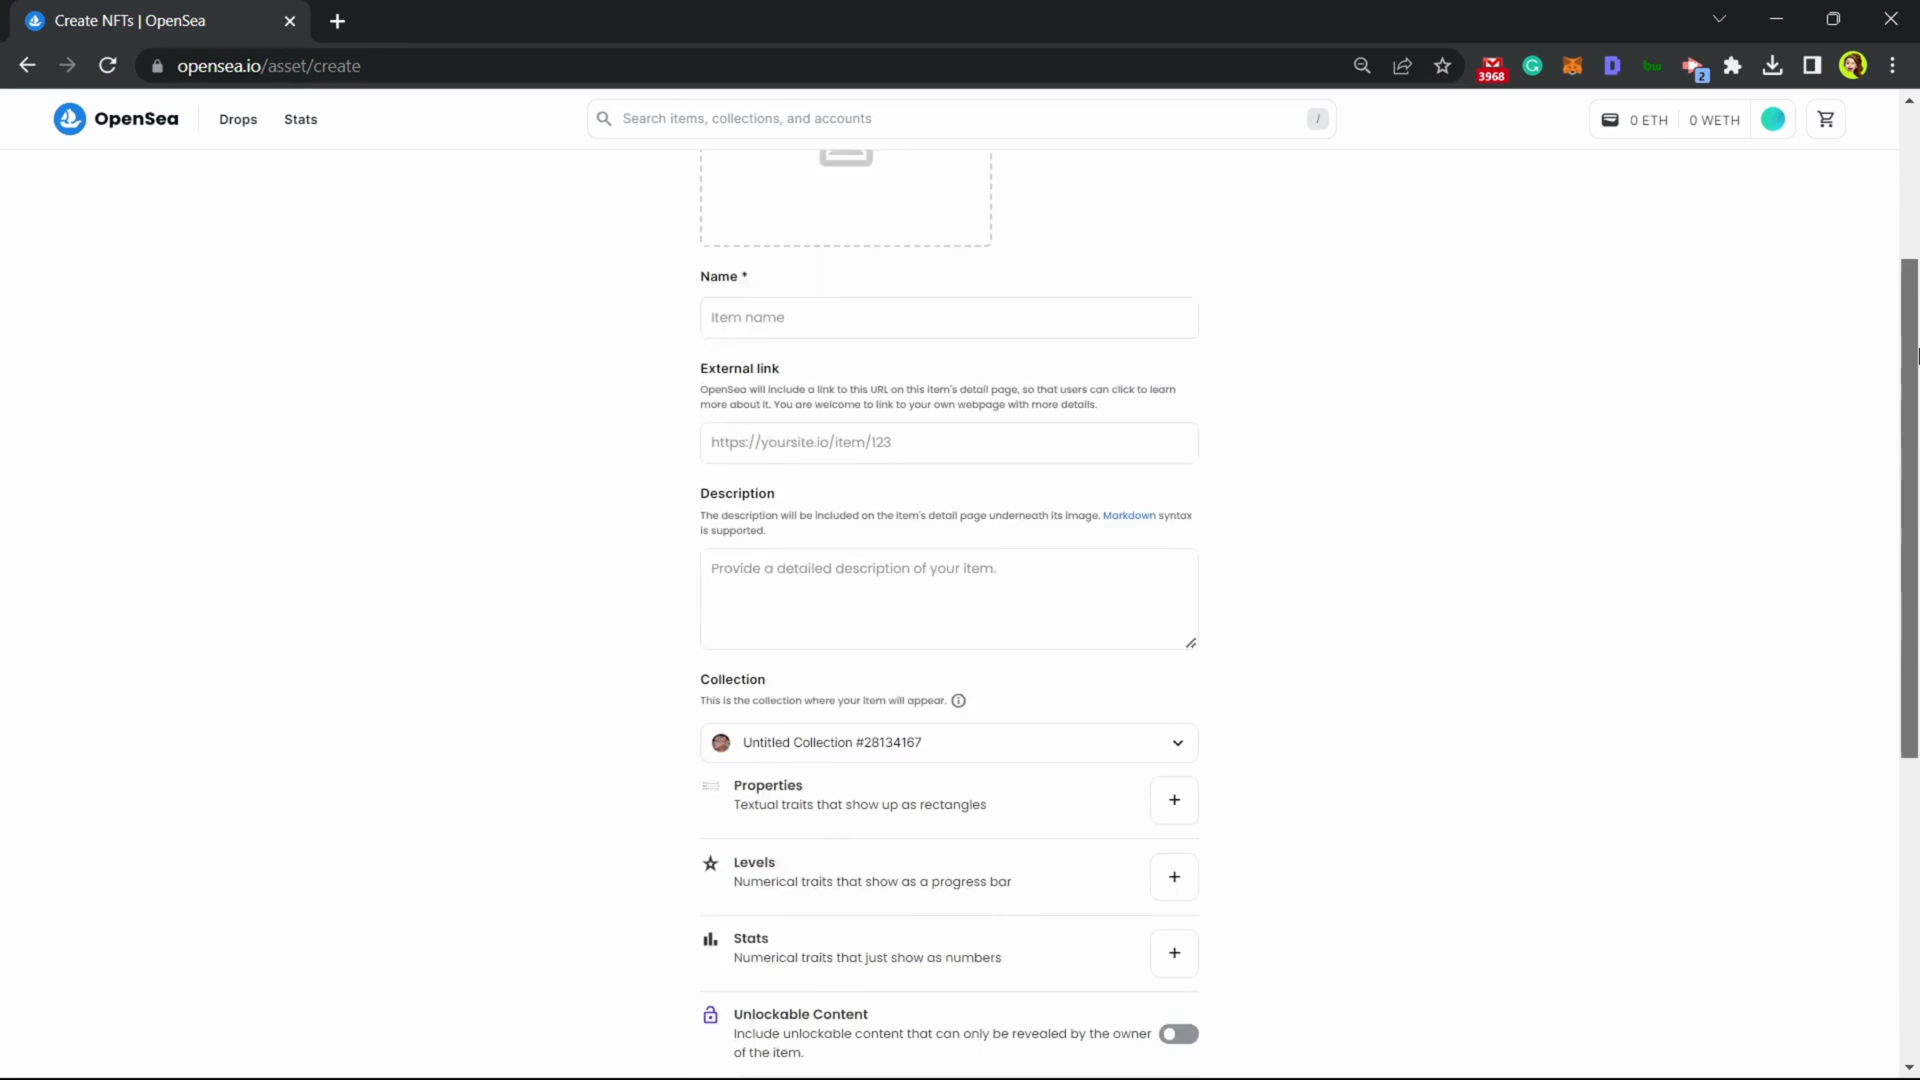 Create NFTs | OpenSea
opensea.io/asset/create
3968
G
D
bw
2
OpenSea
Drops
Stats
Search items, collections, and accounts
/
0 ETH
0 WETH
Name *
Item name
External link
OpenSea will include a link to this URL on this item's detail page, so that users can click to learn
more about it. You are welcome to link to your own webpage with more details.
https://yoursite.io/item/123
Description
The description will be included on the item's detail page underneath its image. Markdown syntax
is supported.
Provide a detailed description of your item.
Collection
This is the collection where your item will appear.
Untitled Collection #28134167
Properties
Textual traits that show up as rectangles
Levels
Numerical traits that show as a progress bar
Stats
Numerical traits that just show as numbers
Unlockable Content
Include unlockable content that can only be revealed by the owner
of the item.